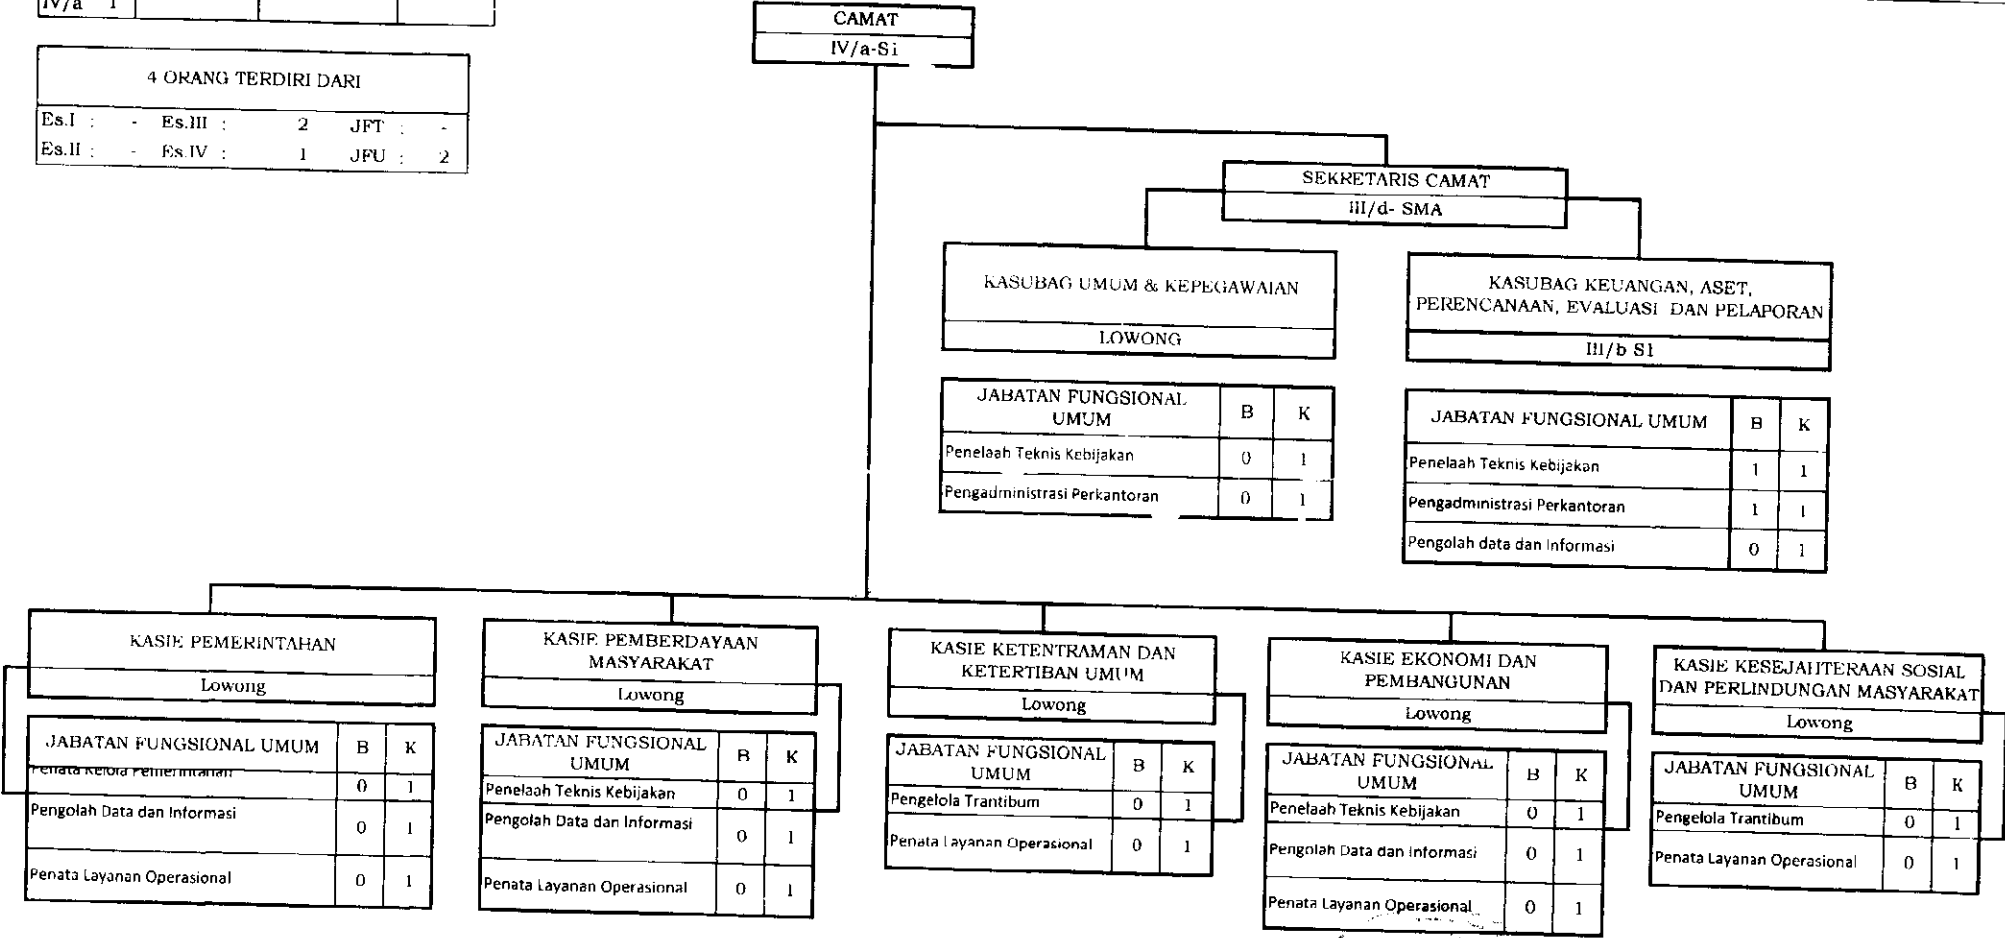 IV/a 1
CAMAT
IV/a-S1
4 ORANG TERDIRI DARI
Es.I : - Es.III : 2 JFT : -
Es.II : - Es.IV : 1 JFU : 2
SEKRETARIS CAMAT
III/d- SMA
KASUBAG UMUM & KEPEGAWAIAN
LOWONG
KASUBAG KEUANGAN, ASET,
PERENCANAAN, EVALUASI DAN PELAPORAN
III/b S1
JABATAN FUNGSIONAL
UMUM B K
Penelaah Teknis Kebijakan 0 1
Pengadministrasi Perkantoran 0 1
JABATAN FUNGSIONAL UMUM B K
Penelaah Teknis Kebijakan 1 1
Pengadministrasi Perkantoran 1 1
Pengolah data dan Informasi 0 1
KASIE PEMERINTAHAN
Lowong
JABATAN FUNGSIONAL UMUM B K
Penata Kelola Pemerintahan 0 1
Pengolah Data dan Informasi 0 1
Penata Layanan Operasional 0 1
KASIE PEMBERDAYAAN
MASYARAKAT
Lowong
JABATAN FUNGSIONAL
UMUM B K
Penelaah Teknis Kebijakan 0 1
Pengolah Data dan Informasi 0 1
Penata Layanan Operasional 0 1
KASIE KETENTRAMAN DAN
KETERTIBAN UMUM
Lowong
JABATAN FUNGSIONAL
UMUM B K
Pengelola Trantibum 0 1
Penata Layanan Operasional 0 1
KASIE EKONOMI DAN
PEMBANGUNAN
Lowong
JABATAN FUNGSIONAL
UMUM B K
Penelaah Teknis Kebijakan 0 1
Pengolah Data dan Informasi 0 1
Penata Layanan Operasional 0 1
KASIE KESEJAHTERAAN SOSIAL
DAN PERLINDUNGAN MASYARAKAT
Lowong
JABATAN FUNGSIONAL
UMUM B K
Pengelola Trantibum 0 1
Penata Layanan Operasional 0 1